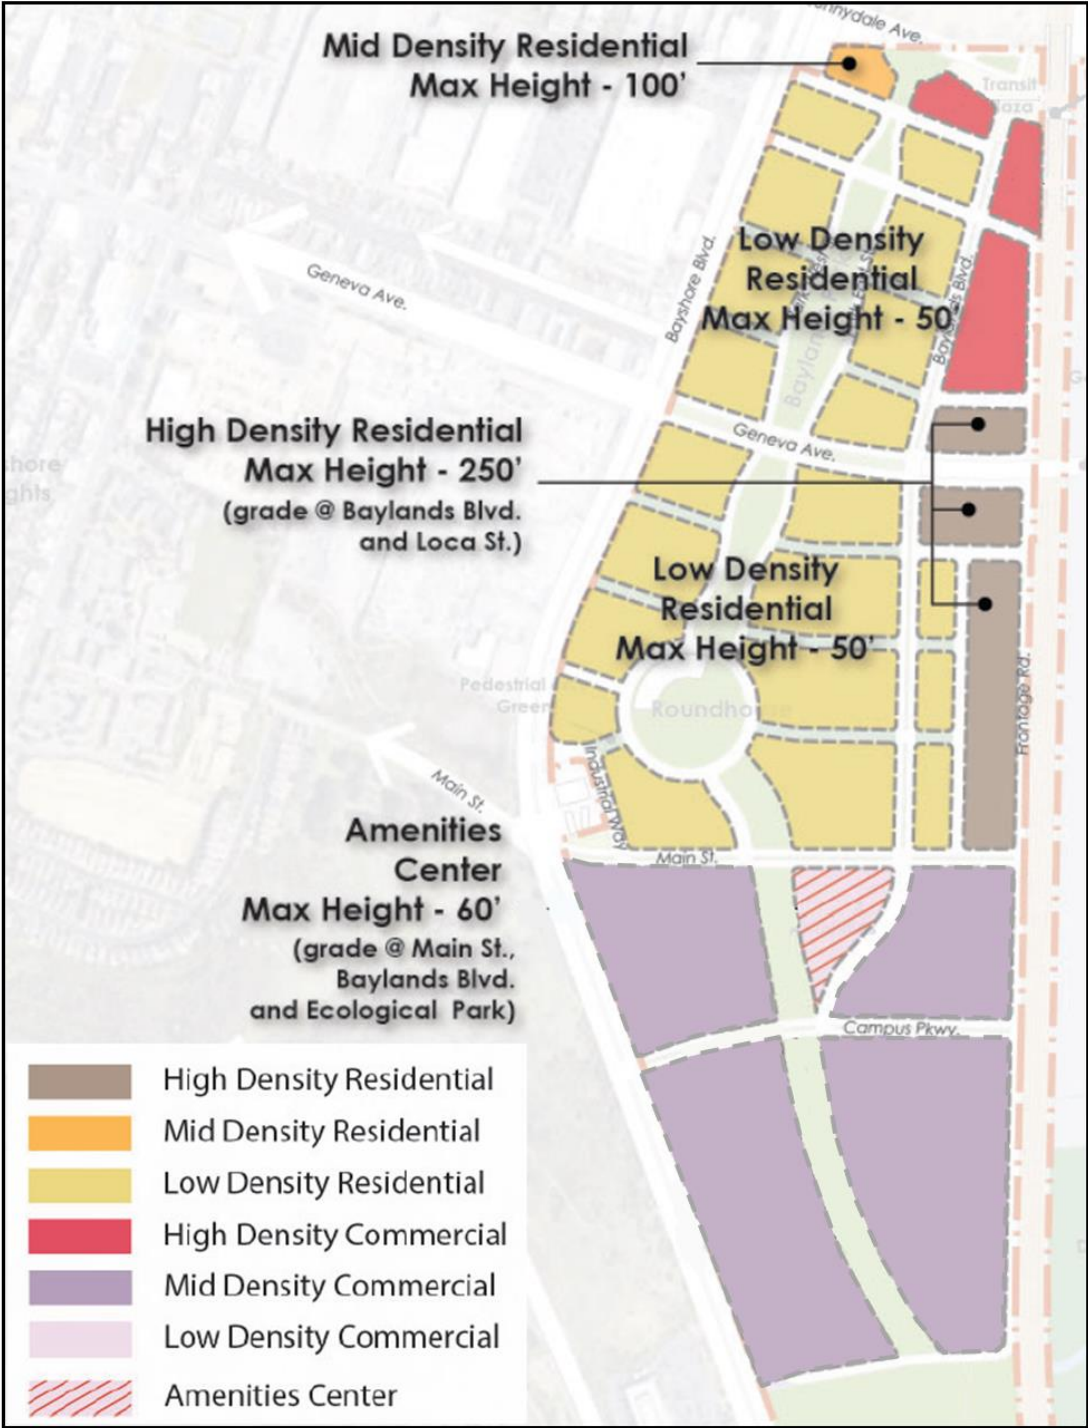 Mid Density Residential
Max Height - 100'
Transit
Low Density
Residential
Max Height - 50'
Bayshore Blvd.
Geneva Ave.
High Density Residential
Max Height - 250'
(grade @ Baylands Blvd.
and Loca St.)
Geneva Ave.
Low Density
Residential
Max Height - 50'
Frontage Rd.
Pedestrial
Green
Roundhouse
Industrial Way
Main St.
Main St.
Amenities
Center
Max Height - 60'
(grade @ Main St.,
Baylands Blvd.
and Ecological Park)
Campus Pkwy.
High Density Residential
Mid Density Residential
Low Density Residential
High Density Commercial
Mid Density Commercial
Low Density Commercial
Amenities Center